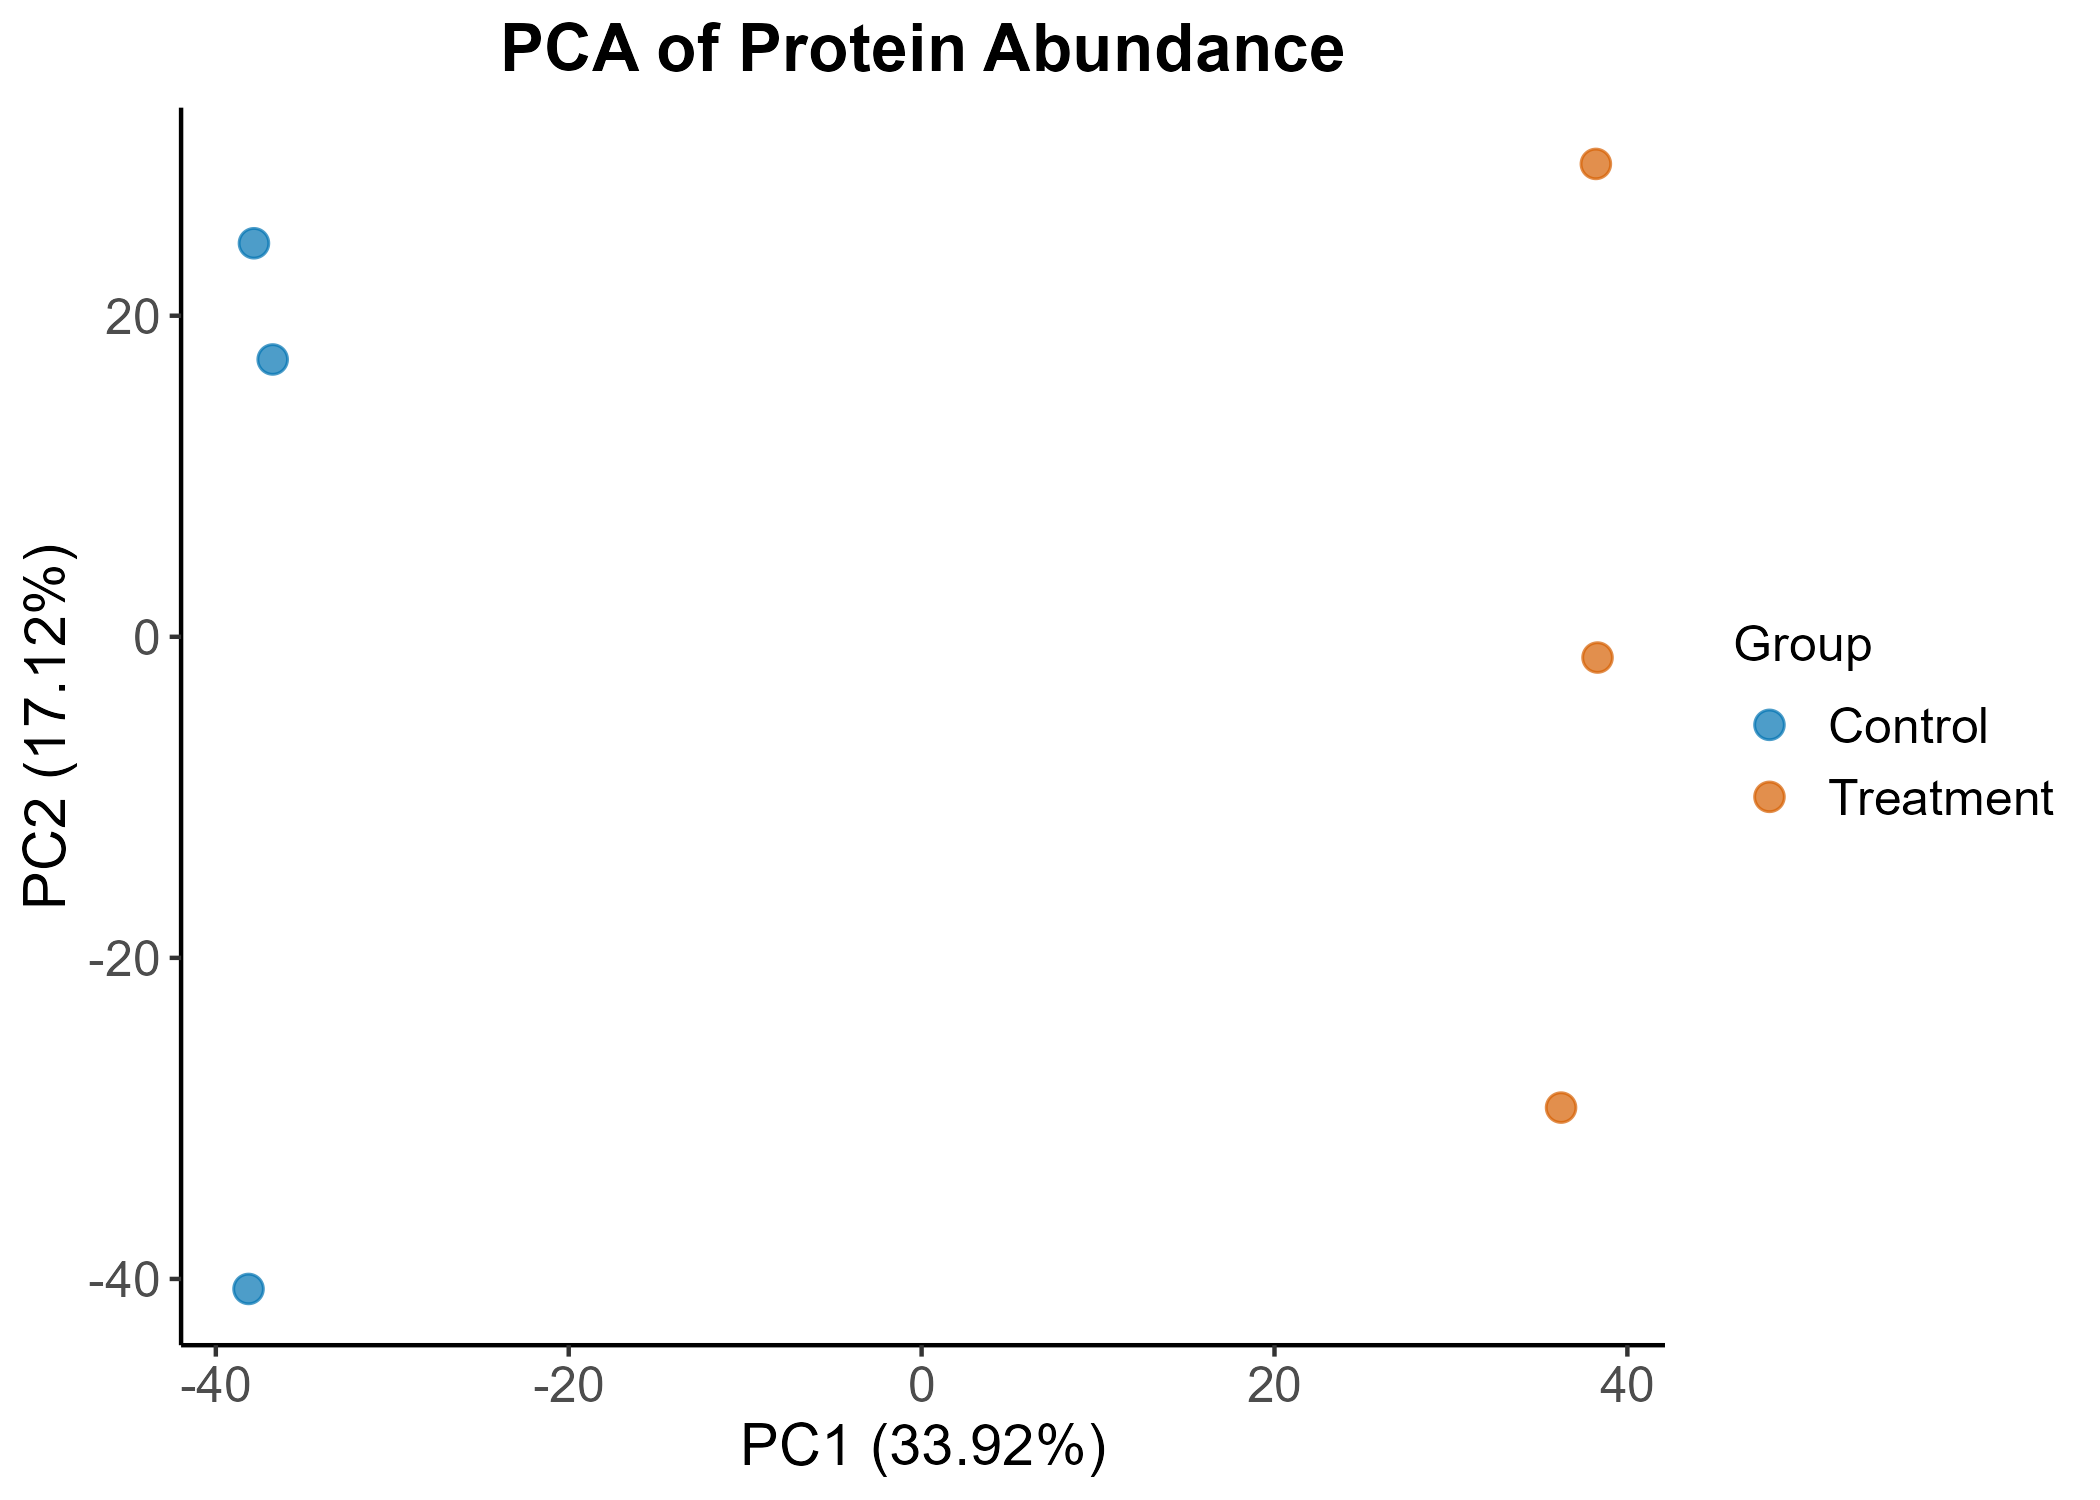 PCA of Protein Abundance
PC2 (17.12%)
20
0
-20
-40
-40
-20
0
20
40
PC1 (33.92%)
Group
Control
Treatment